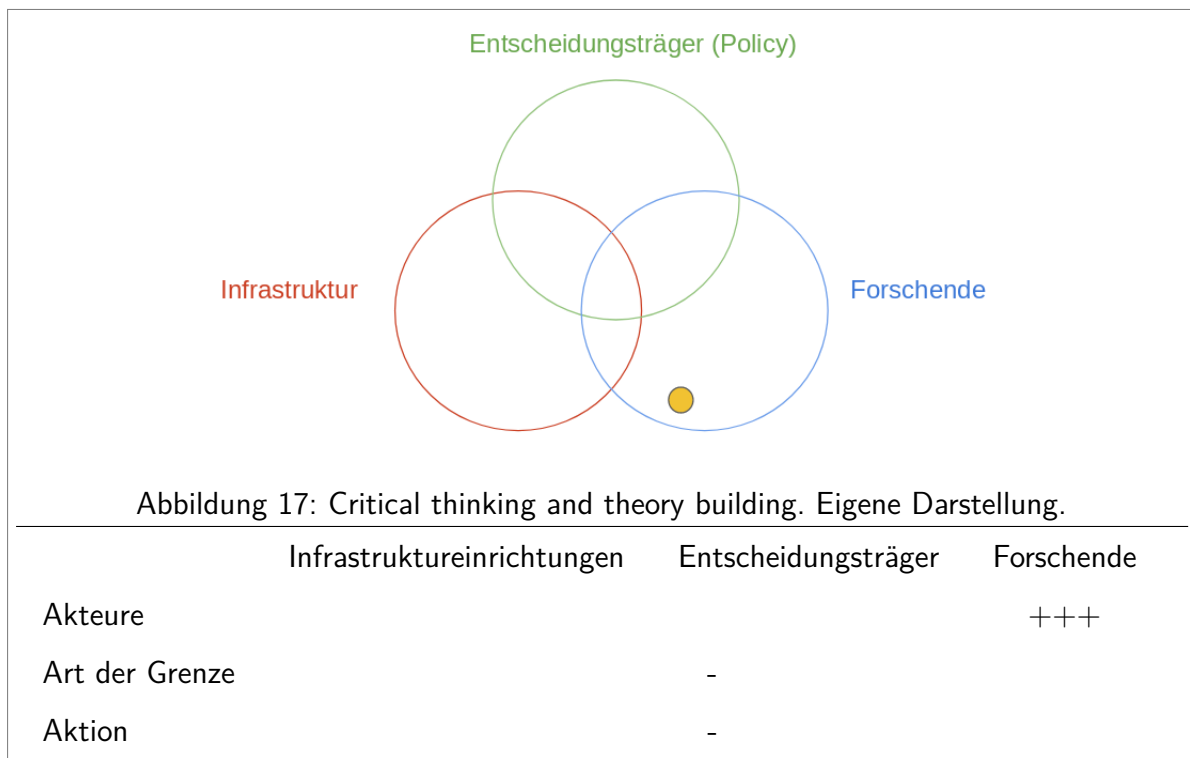 Entscheidungsträger (Policy)
Infrastruktur
Forschende
Abbildung 17: Critical thinking and theory building. Eigene Darstellung.
Infrastruktureinrichtungen Entscheidungsträger Forschende
Akteure +++
Art der Grenze -
Aktion -